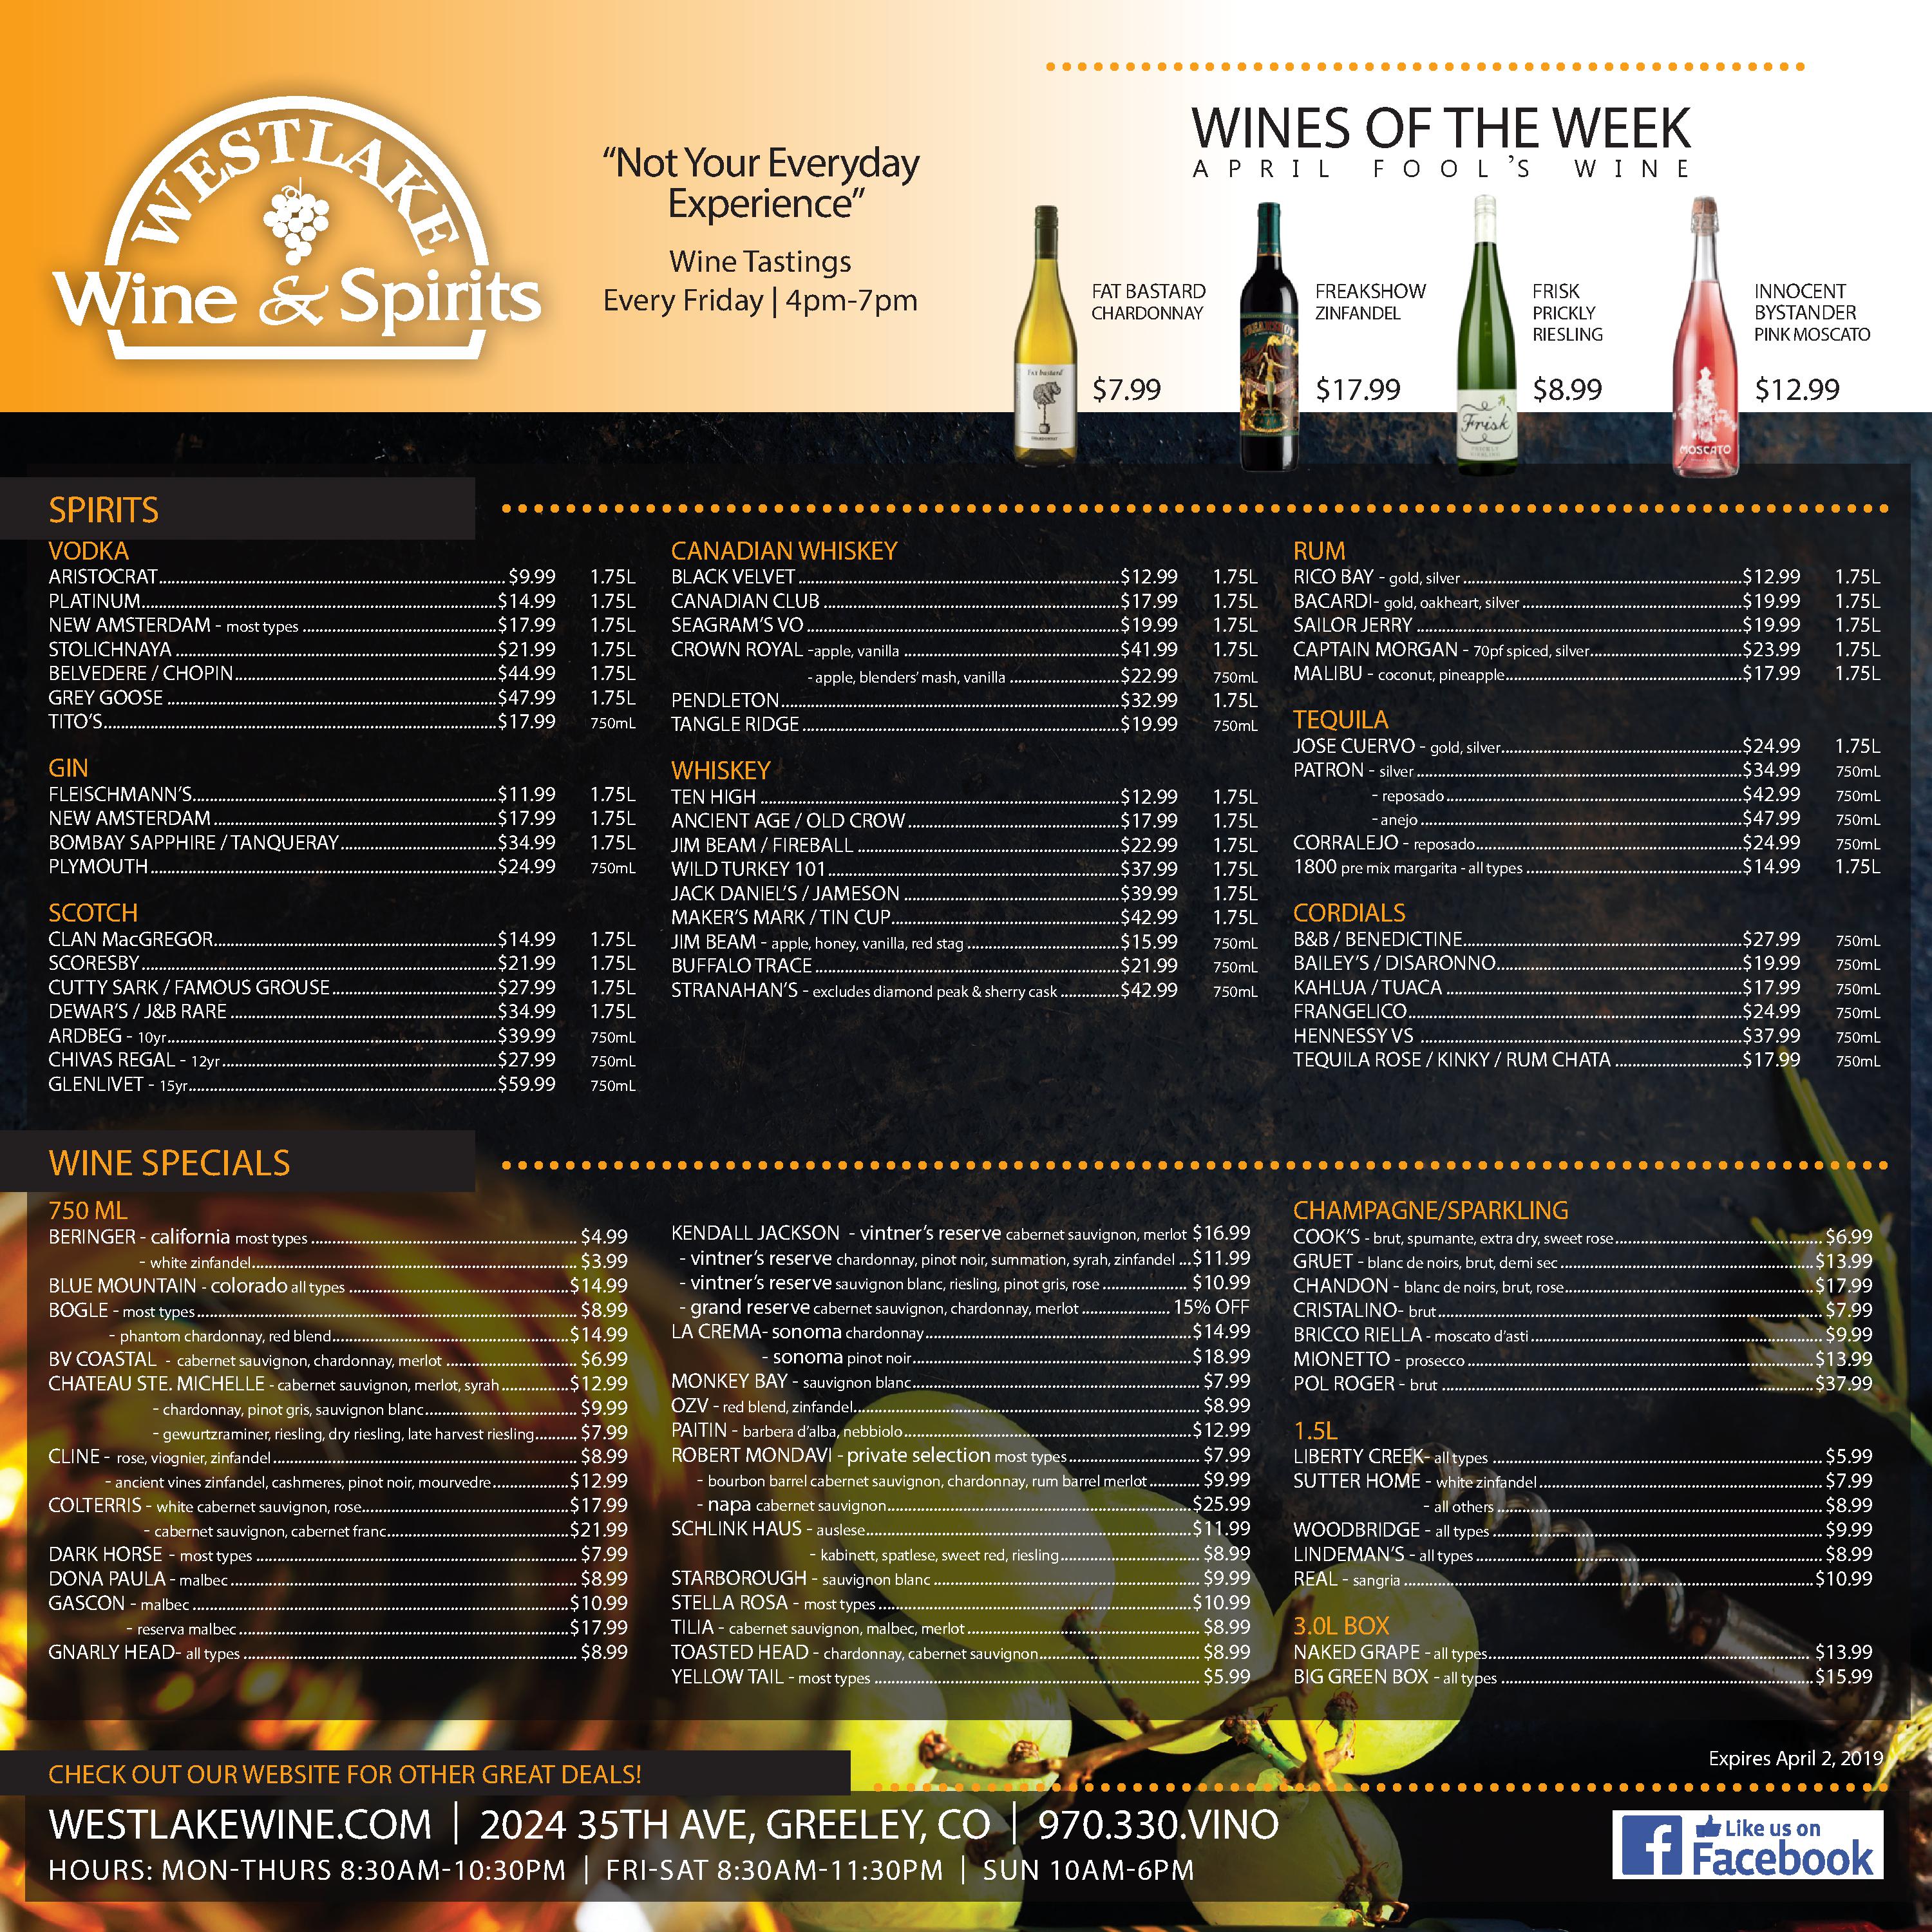 WESTLAKE
Wine & Spirits
“Not Your Everyday
Experience”
Wine Tastings
Every Friday | 4pm-7pm
WINES OF THE WEEK
APRIL FOOL'S WINE
FAT BASTARD
CHARDONNAY
$7.99
FREAKSHOW
ZINFANDEL
$17.99
FRISK
PRICKLY
RIESLING
$8.99
INNOCENT
BYSTANDER
PINK MOSCATO
$12.99
Fat bastard
CHARDONNAY
FREAKSHOW
Frisk
PRICKLY
RIESLING
MOSCATO
SPIRITS
VODKA
ARISTOCRAT $9.99 1.75L
PLATINUM $14.99 1.75L
NEW AMSTERDAM - most types $17.99 1.75L
STOLICHNAYA $21.99 1.75L
BELVEDERE / CHOPIN $44.99 1.75L
GREY GOOSE $47.99 1.75L
TITO'S $17.99 750mL
GIN
FLEISCHMANN'S $11.99 1.75L
NEW AMSTERDAM $17.99 1.75L
BOMBAY SAPPHIRE / TANQUERAY $34.99 1.75L
PLYMOUTH $24.99 750mL
SCOTCH
CLAN MacGREGOR $14.99 1.75L
SCORESBY $21.99 1.75L
CUTTY SARK / FAMOUS GROUSE $27.99 1.75L
DEWAR'S / J&B RARE $34.99 1.75L
ARDBEG - 10yr $39.99 750mL
CHIVAS REGAL - 12yr $27.99 750mL
GLENLIVET - 15yr $59.99 750mL
CANADIAN WHISKEY
BLACK VELVET $12.99 1.75L
CANADIAN CLUB $17.99 1.75L
SEAGRAM'S VO $19.99 1.75L
CROWN ROYAL -apple, vanilla $41.99 1.75L
- apple, blenders' mash, vanilla $22.99 750mL
PENDLETON $32.99 1.75L
TANGLE RIDGE $19.99 750mL
WHISKEY
TEN HIGH $12.99 1.75L
ANCIENT AGE / OLD CROW $17.99 1.75L
JIM BEAM / FIREBALL $22.99 1.75L
WILD TURKEY 101 $37.99 1.75L
JACK DANIEL'S / JAMESON $39.99 1.75L
MAKER'S MARK / TIN CUP $42.99 1.75L
JIM BEAM - apple, honey, vanilla, red stag $15.99 750mL
BUFFALO TRACE $21.99 750mL
STRANAHAN'S - excludes diamond peak & sherry cask $42.99 750mL
RUM
RICO BAY - gold, silver $12.99 1.75L
BACARDI- gold, oakheart, silver $19.99 1.75L
SAILOR JERRY $19.99 1.75L
CAPTAIN MORGAN - 70pf spiced, silver $23.99 1.75L
MALIBU - coconut, pineapple $17.99 1.75L
TEQUILA
JOSE CUERVO - gold, silver $24.99 1.75L
PATRON - silver $34.99 750mL
- reposado $42.99 750mL
- anejo $47.99 750mL
CORRALEJO - reposado $24.99 750mL
1800 pre mix margarita - all types $14.99 1.75L
CORDIALS
B&B / BENEDICTINE $27.99 750mL
BAILEY'S / DISARONNO $19.99 750mL
KAHLUA / TUACA $17.99 750mL
FRANGELICO $24.99 750mL
HENNESSY VS $37.99 750mL
TEQUILA ROSE / KINKY / RUM CHATA $17.99 750mL
WINE SPECIALS
750 ML
BERINGER - california most types $4.99
- white zinfandel $3.99
BLUE MOUNTAIN - colorado all types $14.99
BOGLE - most types $8.99
- phantom chardonnay, red blend $14.99
BV COASTAL - cabernet sauvignon, chardonnay, merlot $6.99
CHATEAU STE. MICHELLE - cabernet sauvignon, merlot, syrah $12.99
- chardonnay, pinot gris, sauvignon blanc $9.99
- gewurtzraminer, riesling, dry riesling, late harvest riesling $7.99
CLINE - rose, viognier, zinfandel $8.99
- ancient vines zinfandel, cashmeres, pinot noir, mourvedre $12.99
COLTERRIS - white cabernet sauvignon, rose $17.99
- cabernet sauvignon, cabernet franc $21.99
DARK HORSE - most types $7.99
DONA PAULA - malbec $8.99
GASCON - malbec $10.99
- reserva malbec $17.99
GNARLY HEAD- all types $8.99
KENDALL JACKSON - vintner's reserve cabernet sauvignon, merlot $16.99
- vintner's reserve chardonnay, pinot noir, summation, syrah, zinfandel $11.99
- vintner's reserve sauvignon blanc, riesling, pinot gris, rose $10.99
- grand reserve cabernet sauvignon, chardonnay, merlot 15% OFF
LA CREMA- sonoma chardonnay $14.99
- sonoma pinot noir $18.99
MONKEY BAY - sauvignon blanc $7.99
OZV - red blend, zinfandel $8.99
PAITIN - barbera d'alba, nebbiolo $12.99
ROBERT MONDAVI - private selection most types $7.99
- bourbon barrel cabernet sauvignon, chardonnay, rum barrel merlot $9.99
- napa cabernet sauvignon $25.99
SCHLINK HAUS - auslese $11.99
- kabinett, spatlese, sweet red, riesling $8.99
STARBOROUGH - sauvignon blanc $9.99
STELLA ROSA - most types $10.99
TILIA - cabernet sauvignon, malbec, merlot $8.99
TOASTED HEAD - chardonnay, cabernet sauvignon $8.99
YELLOW TAIL - most types $5.99
CHAMPAGNE/SPARKLING
COOK'S - brut, spumante, extra dry, sweet rose $6.99
GRUET - blanc de noirs, brut, demi sec $13.99
CHANDON - blanc de noirs, brut, rose $17.99
CRISTALINO- brut $7.99
BRICCO RIELLA - moscato d'asti $9.99
MIONETTO - prosecco $13.99
POL ROGER - brut $37.99
1.5L
LIBERTY CREEK- all types $5.99
SUTTER HOME - white zinfandel $7.99
- all others $8.99
WOODBRIDGE - all types $9.99
LINDEMAN'S - all types $8.99
REAL - sangria $10.99
3.0L BOX
NAKED GRAPE - all types $13.99
BIG GREEN BOX - all types $15.99
Expires April 2, 2019
CHECK OUT OUR WEBSITE FOR OTHER GREAT DEALS!
WESTLAKEWINE.COM | 2024 35TH AVE, GREELEY, CO | 970.330.VINO
HOURS: MON-THURS 8:30AM-10:30PM | FRI-SAT 8:30AM-11:30PM | SUN 10AM-6PM
f Like us on
Facebook